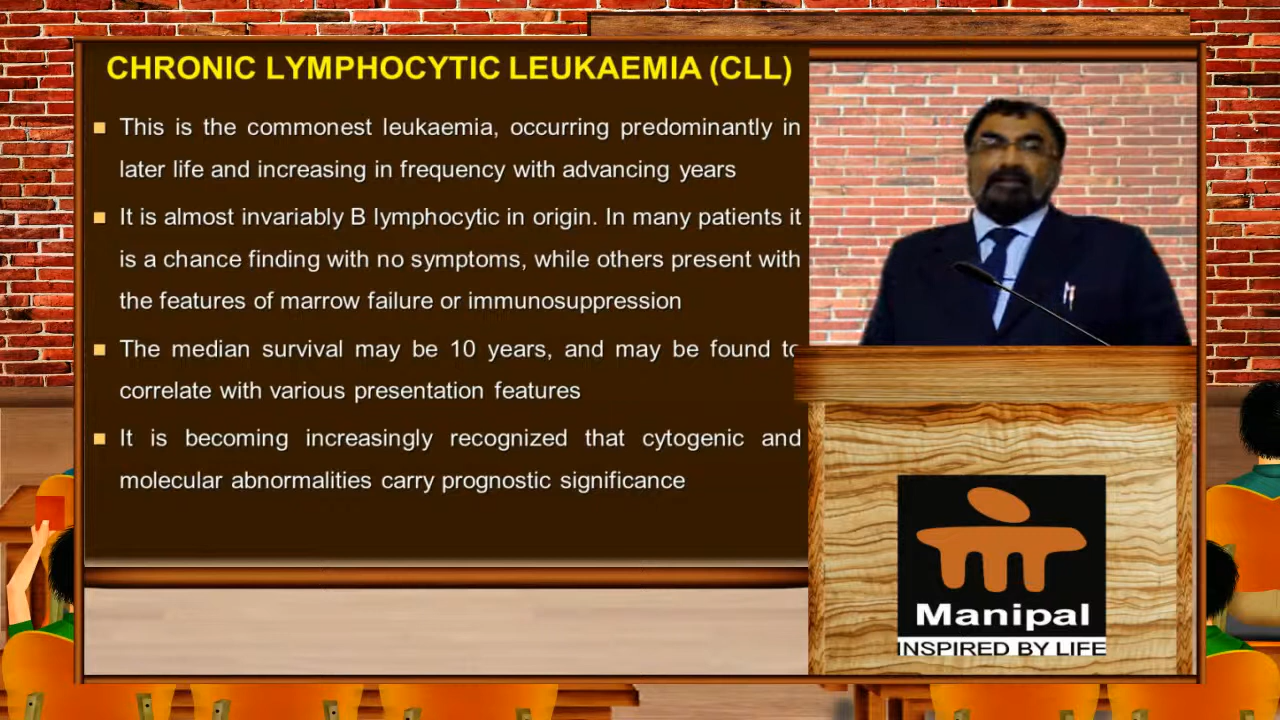 CHRONIC LYMPHOCYTIC LEUKAEMIA (CLL)
This is the commonest leukaemia, occurring predominantly in
later life and increasing in frequency with advancing years
It is almost invariably B lymphocytic in origin. In many patients it
is a chance finding with no symptoms, while others present with
the features of marrow failure or immunosuppression
The median survival may be 10 years, and may be found to
correlate with various presentation features
It is becoming increasingly recognized that cytogenic and
molecular abnormalities carry prognostic significance
Manipal
INSPIRED BY LIFE